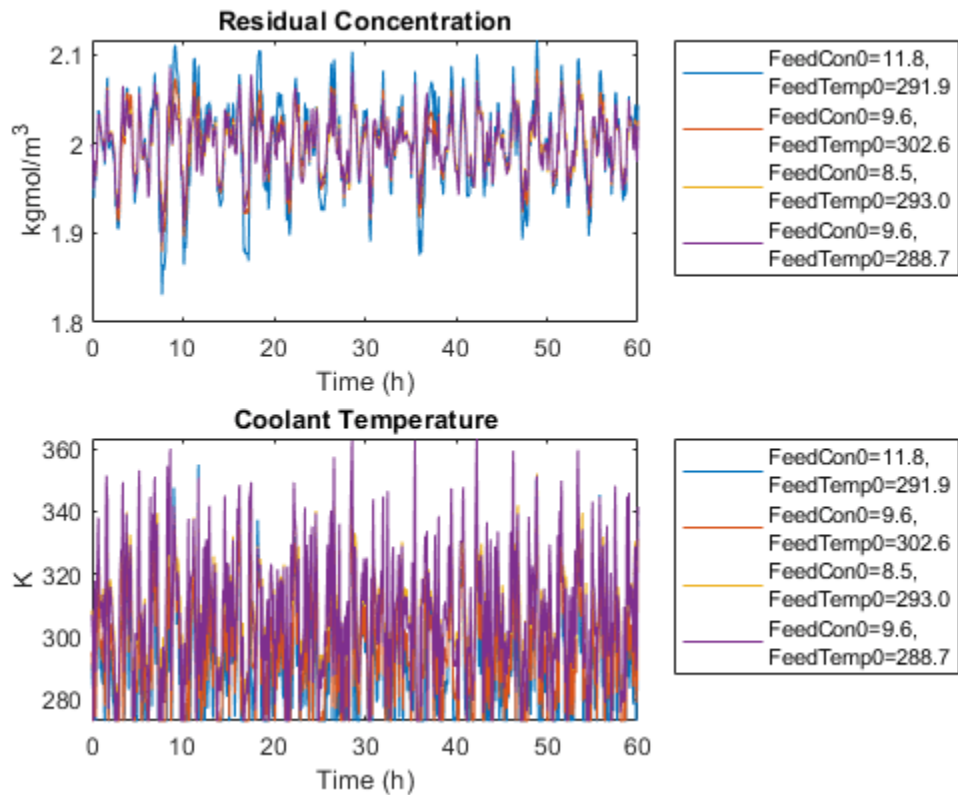 Residual Concentration
2.1
2
1.9
1.8
kgmol/m³
0 10 20 30 40 50 60
Time (h)
FeedCon0=11.8,
FeedTemp0=291.9
FeedCon0=9.6,
FeedTemp0=302.6
FeedCon0=8.5,
FeedTemp0=293.0
FeedCon0=9.6,
FeedTemp0=288.7
Coolant Temperature
360
340
320
300
280
K
0 10 20 30 40 50 60
Time (h)
FeedCon0=11.8,
FeedTemp0=291.9
FeedCon0=9.6,
FeedTemp0=302.6
FeedCon0=8.5,
FeedTemp0=293.0
FeedCon0=9.6,
FeedTemp0=288.7